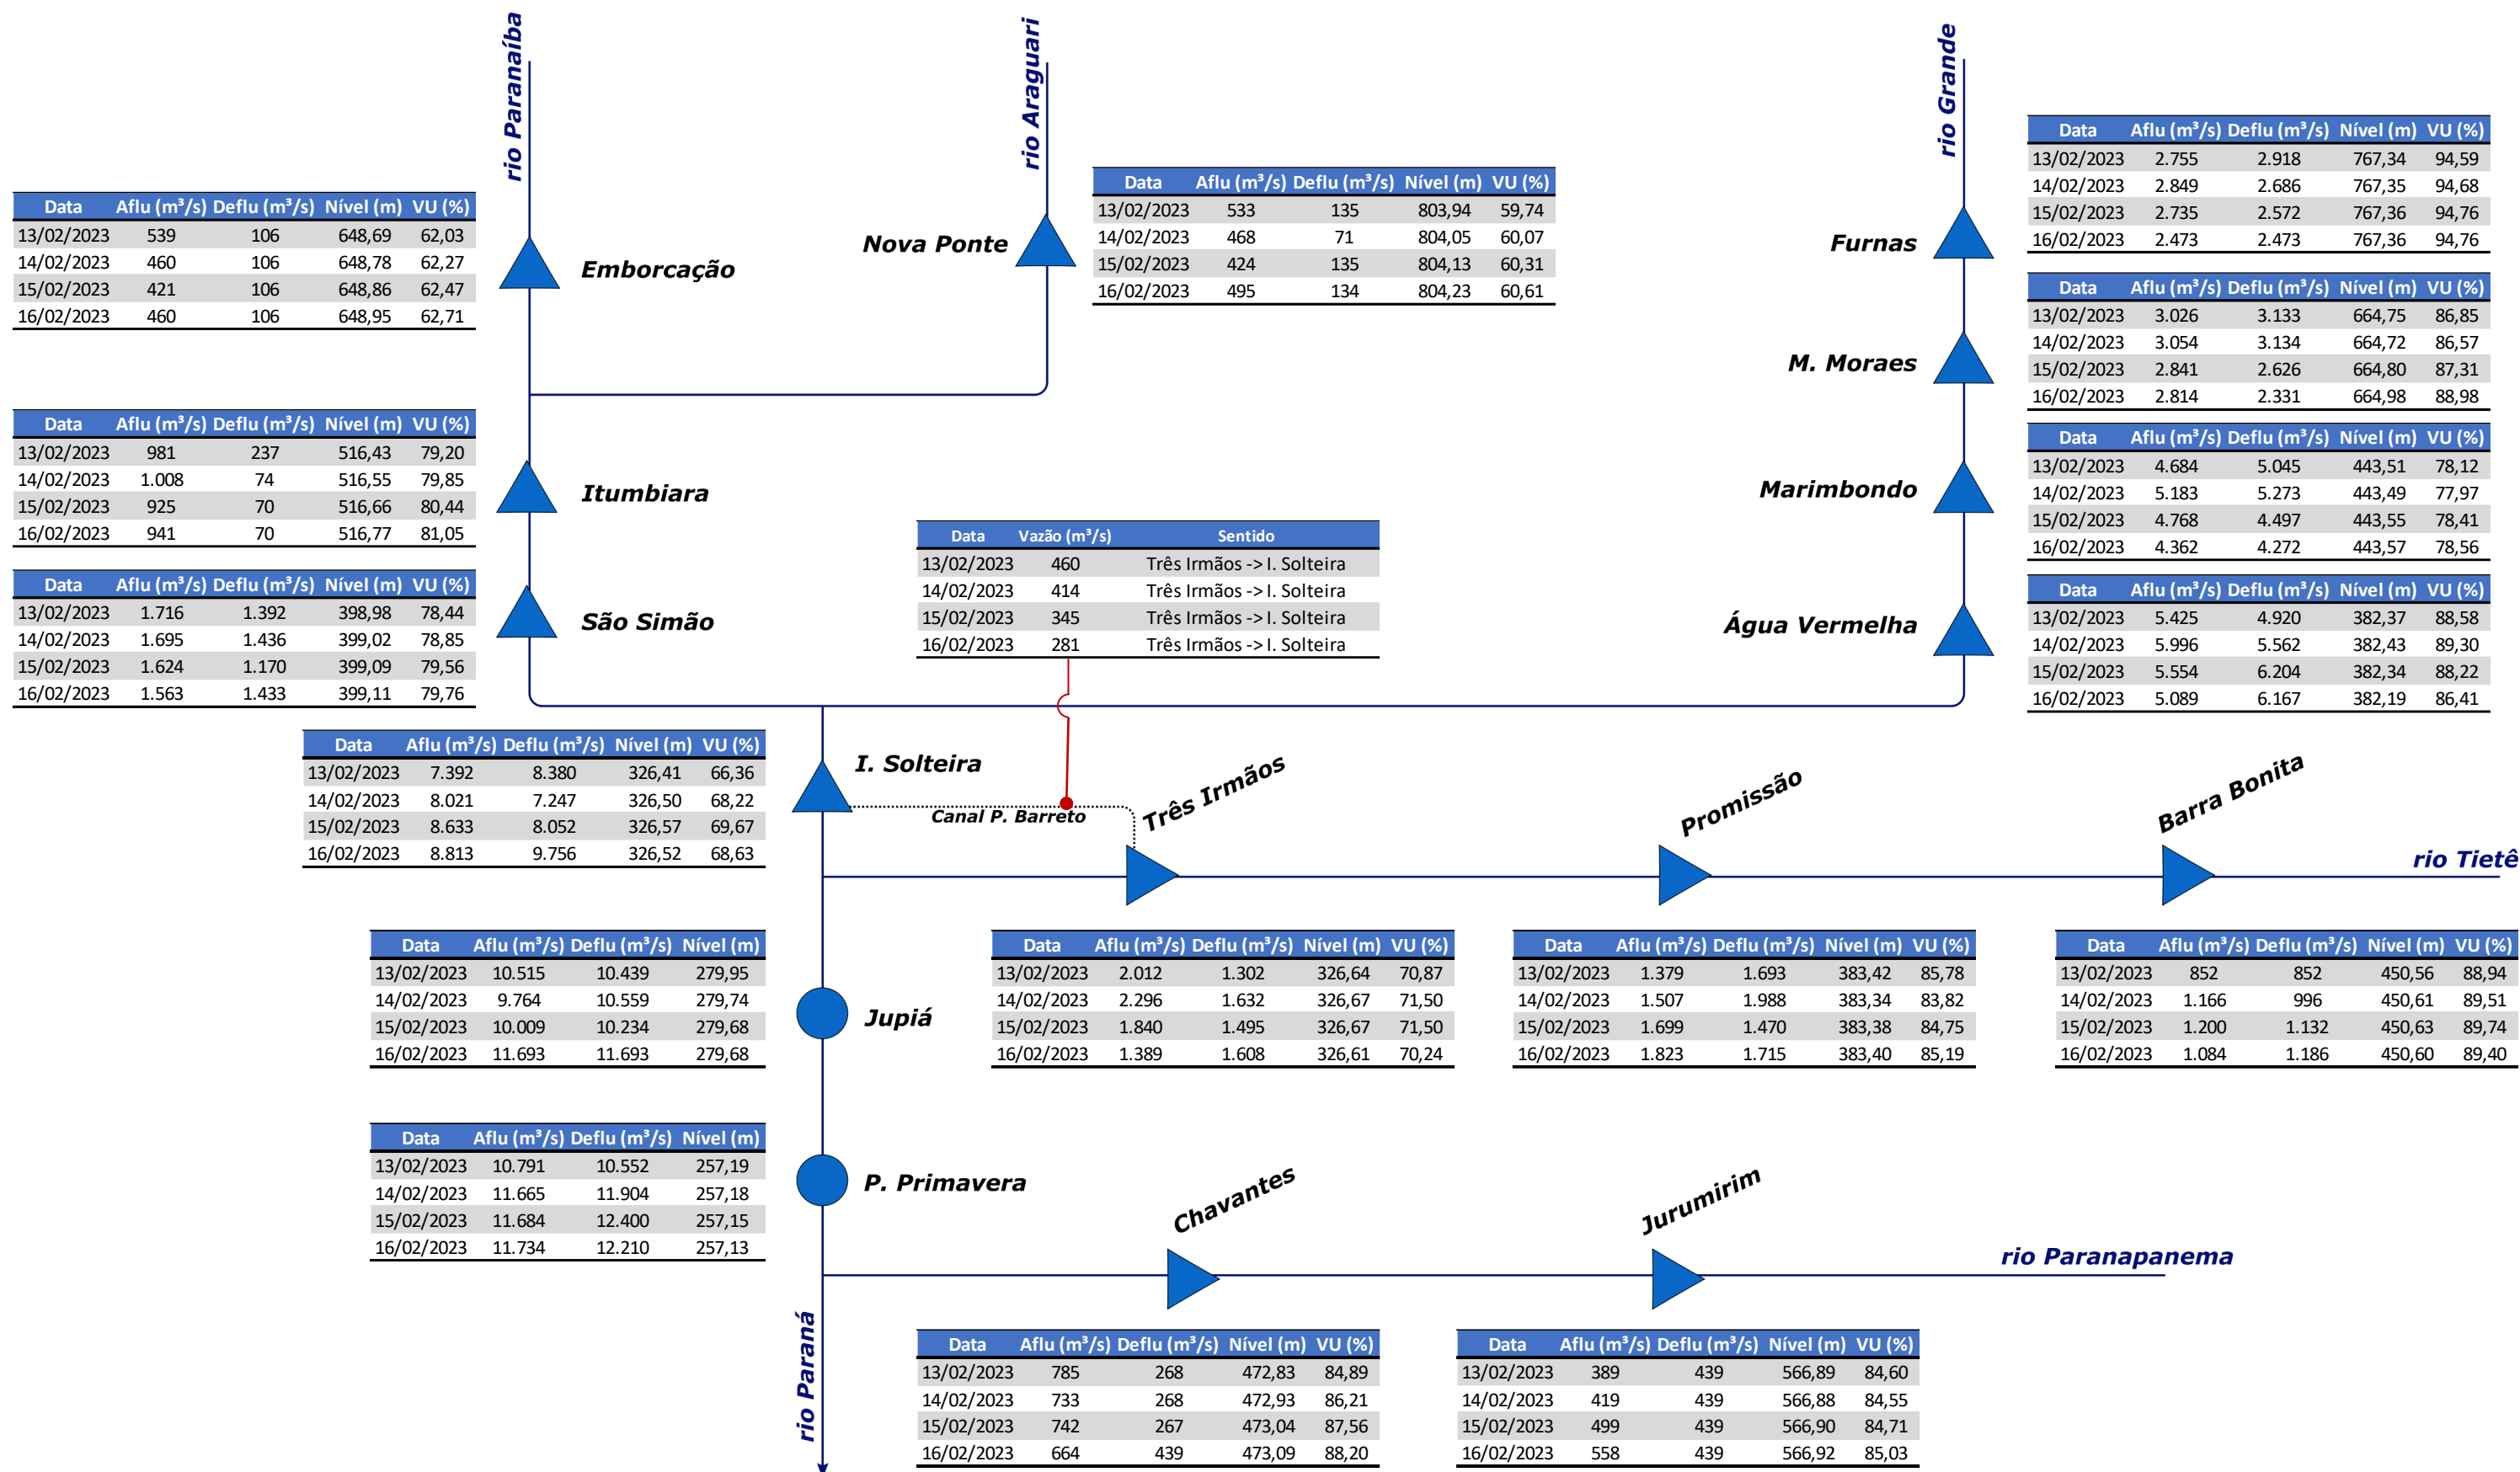 rio Paranaíba
rio Araguari
rio Grande
Data Aflu (m³/s) Deflu (m³/s) Nível (m) VU (%)
13/02/2023 539 106 648,69 62,03
14/02/2023 460 106 648,78 62,27
15/02/2023 421 106 648,86 62,47
16/02/2023 460 106 648,95 62,71
Emborcação
Nova Ponte
Data Aflu (m³/s) Deflu (m³/s) Nível (m) VU (%)
13/02/2023 533 135 803,94 59,74
14/02/2023 468 71 804,05 60,07
15/02/2023 424 135 804,13 60,31
16/02/2023 495 134 804,23 60,61
Furnas
Data Aflu (m³/s) Deflu (m³/s) Nível (m) VU (%)
13/02/2023 2.755 2.918 767,34 94,59
14/02/2023 2.849 2.686 767,35 94,68
15/02/2023 2.735 2.572 767,36 94,76
16/02/2023 2.473 2.473 767,36 94,76
M. Moraes
Data Aflu (m³/s) Deflu (m³/s) Nível (m) VU (%)
13/02/2023 3.026 3.133 664,75 86,85
14/02/2023 3.054 3.134 664,72 86,57
15/02/2023 2.841 2.626 664,80 87,31
16/02/2023 2.814 2.331 664,98 88,98
Data Aflu (m³/s) Deflu (m³/s) Nível (m) VU (%)
13/02/2023 981 237 516,43 79,20
14/02/2023 1.008 74 516,55 79,85
15/02/2023 925 70 516,66 80,44
16/02/2023 941 70 516,77 81,05
Itumbiara
Marimbondo
Data Aflu (m³/s) Deflu (m³/s) Nível (m) VU (%)
13/02/2023 4.684 5.045 443,51 78,12
14/02/2023 5.183 5.273 443,49 77,97
15/02/2023 4.768 4.497 443,55 78,41
16/02/2023 4.362 4.272 443,57 78,56
Data Vazão (m³/s) Sentido
13/02/2023 460 Três Irmãos -> I. Solteira
14/02/2023 414 Três Irmãos -> I. Solteira
15/02/2023 345 Três Irmãos -> I. Solteira
16/02/2023 281 Três Irmãos -> I. Solteira
Data Aflu (m³/s) Deflu (m³/s) Nível (m) VU (%)
13/02/2023 1.716 1.392 398,98 78,44
14/02/2023 1.695 1.436 399,02 78,85
15/02/2023 1.624 1.170 399,09 79,56
16/02/2023 1.563 1.433 399,11 79,76
São Simão
Água Vermelha
Data Aflu (m³/s) Deflu (m³/s) Nível (m) VU (%)
13/02/2023 5.425 4.920 382,37 88,58
14/02/2023 5.996 5.562 382,43 89,30
15/02/2023 5.554 6.204 382,34 88,22
16/02/2023 5.089 6.167 382,19 86,41
Data Aflu (m³/s) Deflu (m³/s) Nível (m) VU (%)
13/02/2023 7.392 8.380 326,41 66,36
14/02/2023 8.021 7.247 326,50 68,22
15/02/2023 8.633 8.052 326,57 69,67
16/02/2023 8.813 9.756 326,52 68,63
I. Solteira
Canal P. Barreto
Três Irmãos
Promissão
Barra Bonita
rio Tietê
Data Aflu (m³/s) Deflu (m³/s) Nível (m)
13/02/2023 10.515 10.439 279,95
14/02/2023 9.764 10.559 279,74
15/02/2023 10.009 10.234 279,68
16/02/2023 11.693 11.693 279,68
Jupiá
Data Aflu (m³/s) Deflu (m³/s) Nível (m) VU (%)
13/02/2023 2.012 1.302 326,64 70,87
14/02/2023 2.296 1.632 326,67 71,50
15/02/2023 1.840 1.495 326,67 71,50
16/02/2023 1.389 1.608 326,61 70,24
Data Aflu (m³/s) Deflu (m³/s) Nível (m) VU (%)
13/02/2023 1.379 1.693 383,42 85,78
14/02/2023 1.507 1.988 383,34 83,82
15/02/2023 1.699 1.470 383,38 84,75
16/02/2023 1.823 1.715 383,40 85,19
Data Aflu (m³/s) Deflu (m³/s) Nível (m) VU (%)
13/02/2023 852 852 450,56 88,94
14/02/2023 1.166 996 450,61 89,51
15/02/2023 1.200 1.132 450,63 89,74
16/02/2023 1.084 1.186 450,60 89,40
Data Aflu (m³/s) Deflu (m³/s) Nível (m)
13/02/2023 10.791 10.552 257,19
14/02/2023 11.665 11.904 257,18
15/02/2023 11.684 12.400 257,15
16/02/2023 11.734 12.210 257,13
P. Primavera
Chavantes
Jurumirim
rio Paranapanema
rio Paraná
Data Aflu (m³/s) Deflu (m³/s) Nível (m) VU (%)
13/02/2023 785 268 472,83 84,89
14/02/2023 733 268 472,93 86,21
15/02/2023 742 267 473,04 87,56
16/02/2023 664 439 473,09 88,20
Data Aflu (m³/s) Deflu (m³/s) Nível (m) VU (%)
13/02/2023 389 439 566,89 84,60
14/02/2023 419 439 566,88 84,55
15/02/2023 499 439 566,90 84,71
16/02/2023 558 439 566,92 85,03